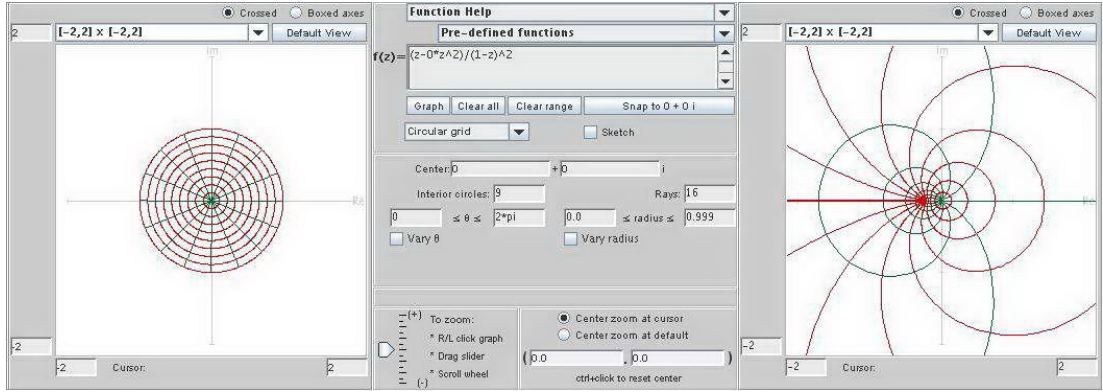 Crossed Boxed axes
2 [-2,2] x [-2,2] Default View
Im
Re
-2
-2 Cursor: 2
Function Help
Pre-defined functions
f(z)= (z-0*z^2)/(1-z)^2
Graph Clear all Clear range Snap to 0 + 0 i
Circular grid Sketch
Center: 0 + 0 i
Interior circles: 9 Rays: 16
0 ≤ θ ≤ 2*pi 0.0 ≤ radius ≤ 0.999
Vary θ Vary radius
(+) To zoom:
* R/L click graph
* Drag slider
* Scroll wheel
(-)
Center zoom at cursor
Center zoom at default
( 0.0 , 0.0 )
ctrl+click to reset center
Crossed Boxed axes
2 [-2,2] x [-2,2] Default View
Im
Re
-2
-2 Cursor: 2